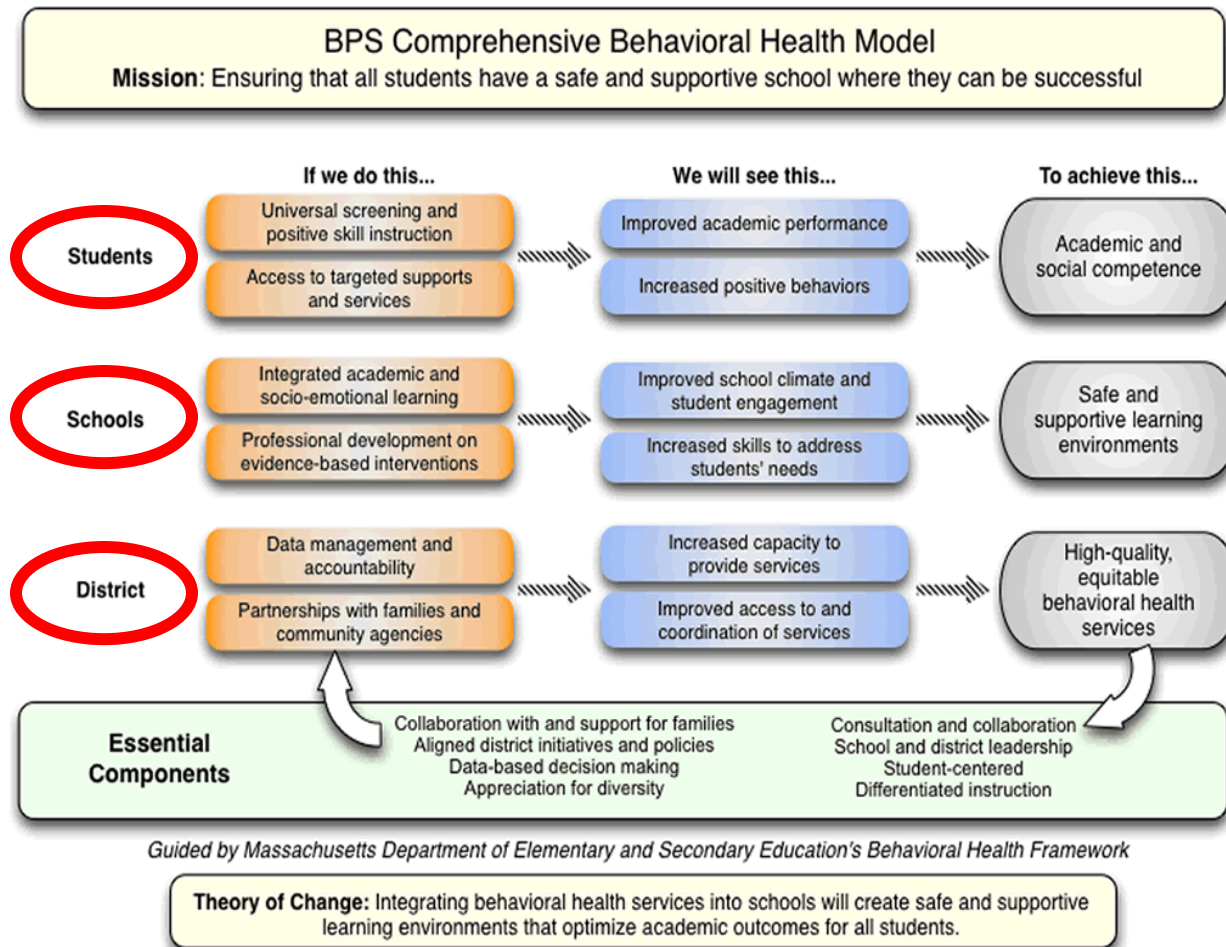 BPS Comprehensive Behavioral Health Model
Mission: Ensuring that all students have a safe and supportive school where they can be successful
If we do this...
We will see this...
To achieve this...
Students
Universal screening and
positive skill instruction
Access to targeted supports
and services
Improved academic performance
Increased positive behaviors
Academic and
social competence
Schools
Integrated academic and
socio-emotional learning
Professional development on
evidence-based interventions
Improved school climate and
student engagement
Increased skills to address
students' needs
Safe and
supportive learning
environments
District
Data management and
accountability
Partnerships with families and
community agencies
Increased capacity to
provide services
Improved access to and
coordination of services
High-quality,
equitable
behavioral health
services
Essential
Components
Collaboration with and support for families
Aligned district initiatives and policies
Data-based decision making
Appreciation for diversity
Consultation and collaboration
School and district leadership
Student-centered
Differentiated instruction
Guided by Massachusetts Department of Elementary and Secondary Education's Behavioral Health Framework
Theory of Change: Integrating behavioral health services into schools will create safe and supportive
learning environments that optimize academic outcomes for all students.